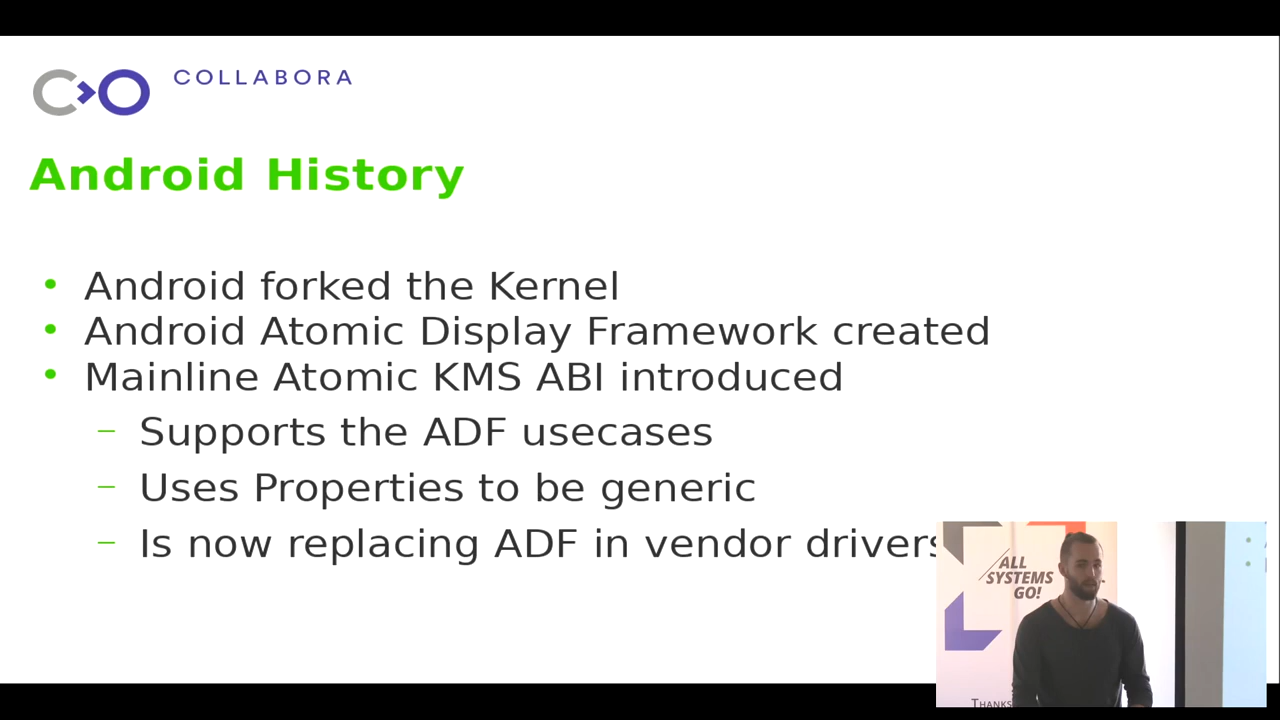 COLLABORA
Android History
• Android forked the Kernel
• Android Atomic Display Framework created
• Mainline Atomic KMS ABI introduced
– Supports the ADF usecases
– Uses Properties to be generic
– Is now replacing ADF in vendor drivers
ALL
SYSTEMS
GO!
THANKS